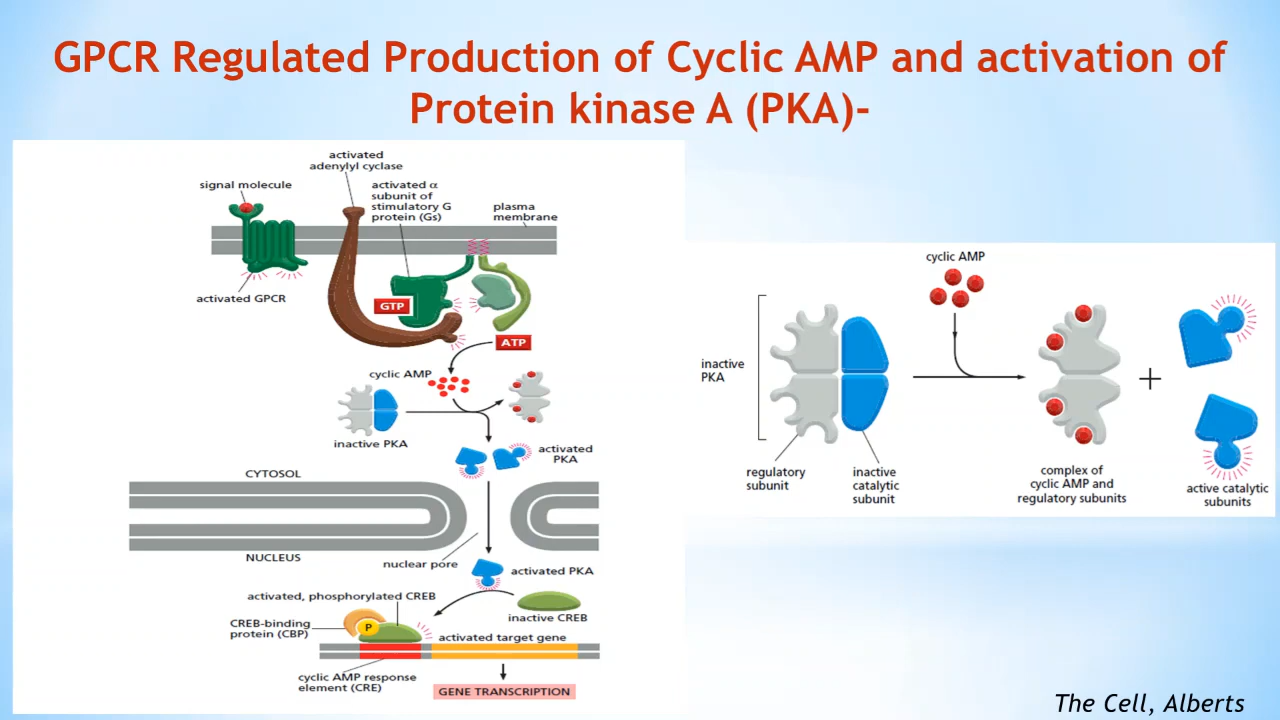 GPCR Regulated Production of Cyclic AMP and activation of
Protein kinase A (PKA)-
activated
adenylyl cyclase
signal molecule
activated α
subunit of
stimulatory G
protein (Gs)
plasma
membrane
activated GPCR
GTP
ATP
cyclic AMP
inactive PKA
activated
PKA
CYTOSOL
NUCLEUS
nuclear pore
activated PKA
activated, phosphorylated CREB
inactive CREB
CREB-binding
protein (CBP)
P
activated target gene
cyclic AMP response
element (CRE)
GENE TRANSCRIPTION
cyclic AMP
inactive
PKA
+
regulatory
subunit
inactive
catalytic
subunit
complex of
cyclic AMP and
regulatory subunits
active catalytic
subunits
The Cell, Alberts